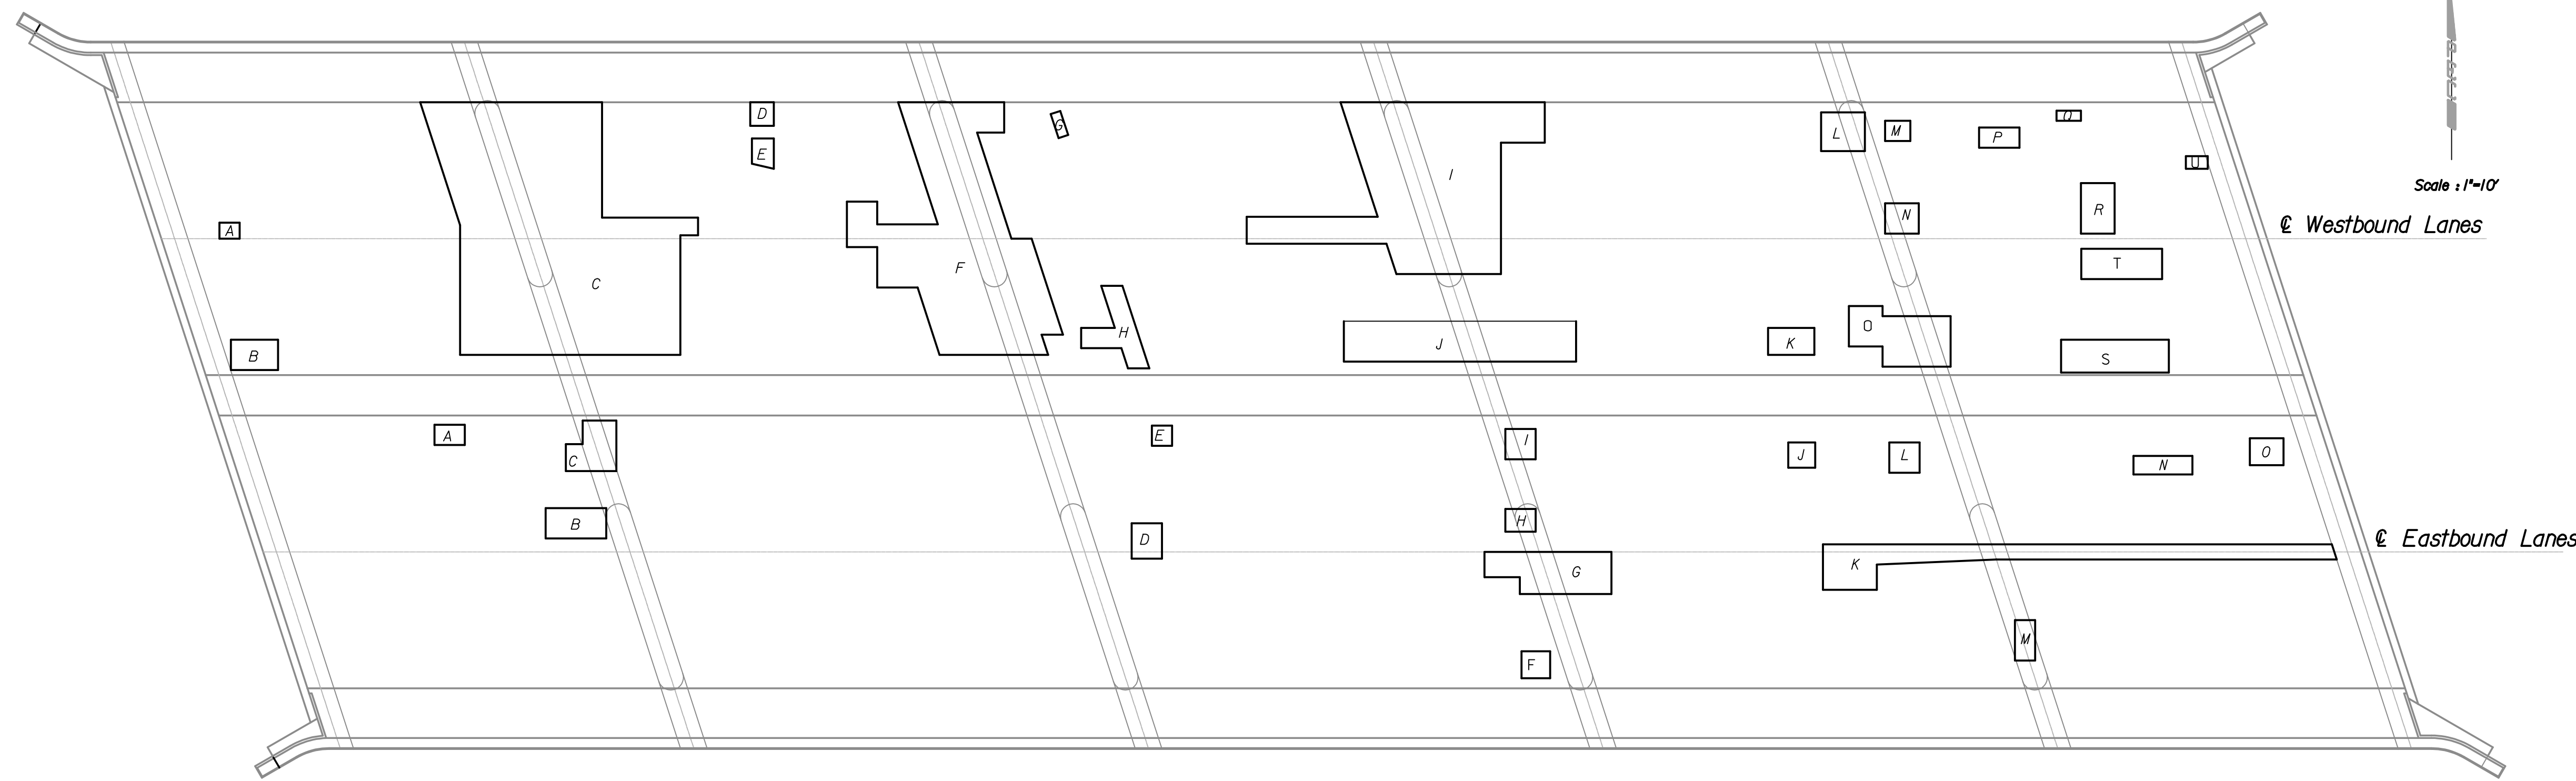 D
G
L
M
P
Q
E
U
I
Scale : 1"=10'
A
N
R
℄ Westbound Lanes
F
T
C
H
O
B
J
K
S
A
C
E
I
J
L
N
O
B
D
H
℄ Eastbound Lanes
G
K
F
M